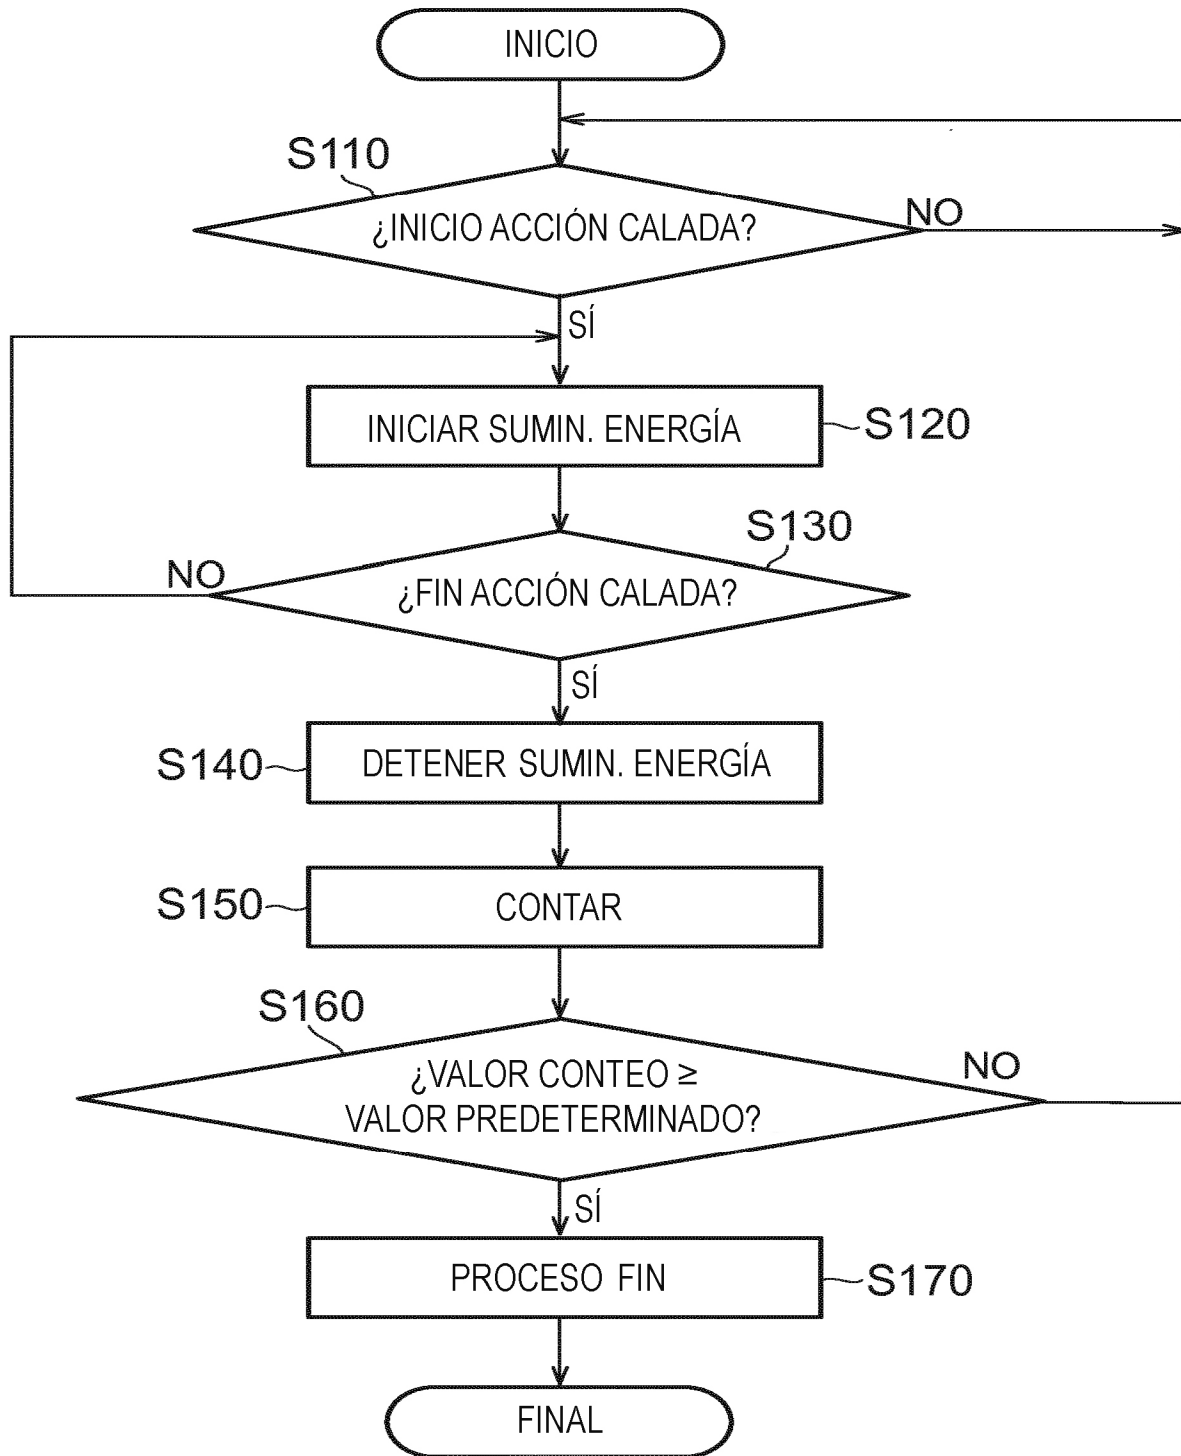 INICIO
S110
¿INICIO ACCIÓN CALADA?
NO
SÍ
INICIAR SUMIN. ENERGÍA
S120
S130
NO
¿FIN ACCIÓN CALADA?
SÍ
S140
DETENER SUMIN. ENERGÍA
S150
CONTAR
S160
¿VALOR CONTEO ≥
VALOR PREDETERMINADO?
NO
SÍ
PROCESO FIN
S170
FINAL